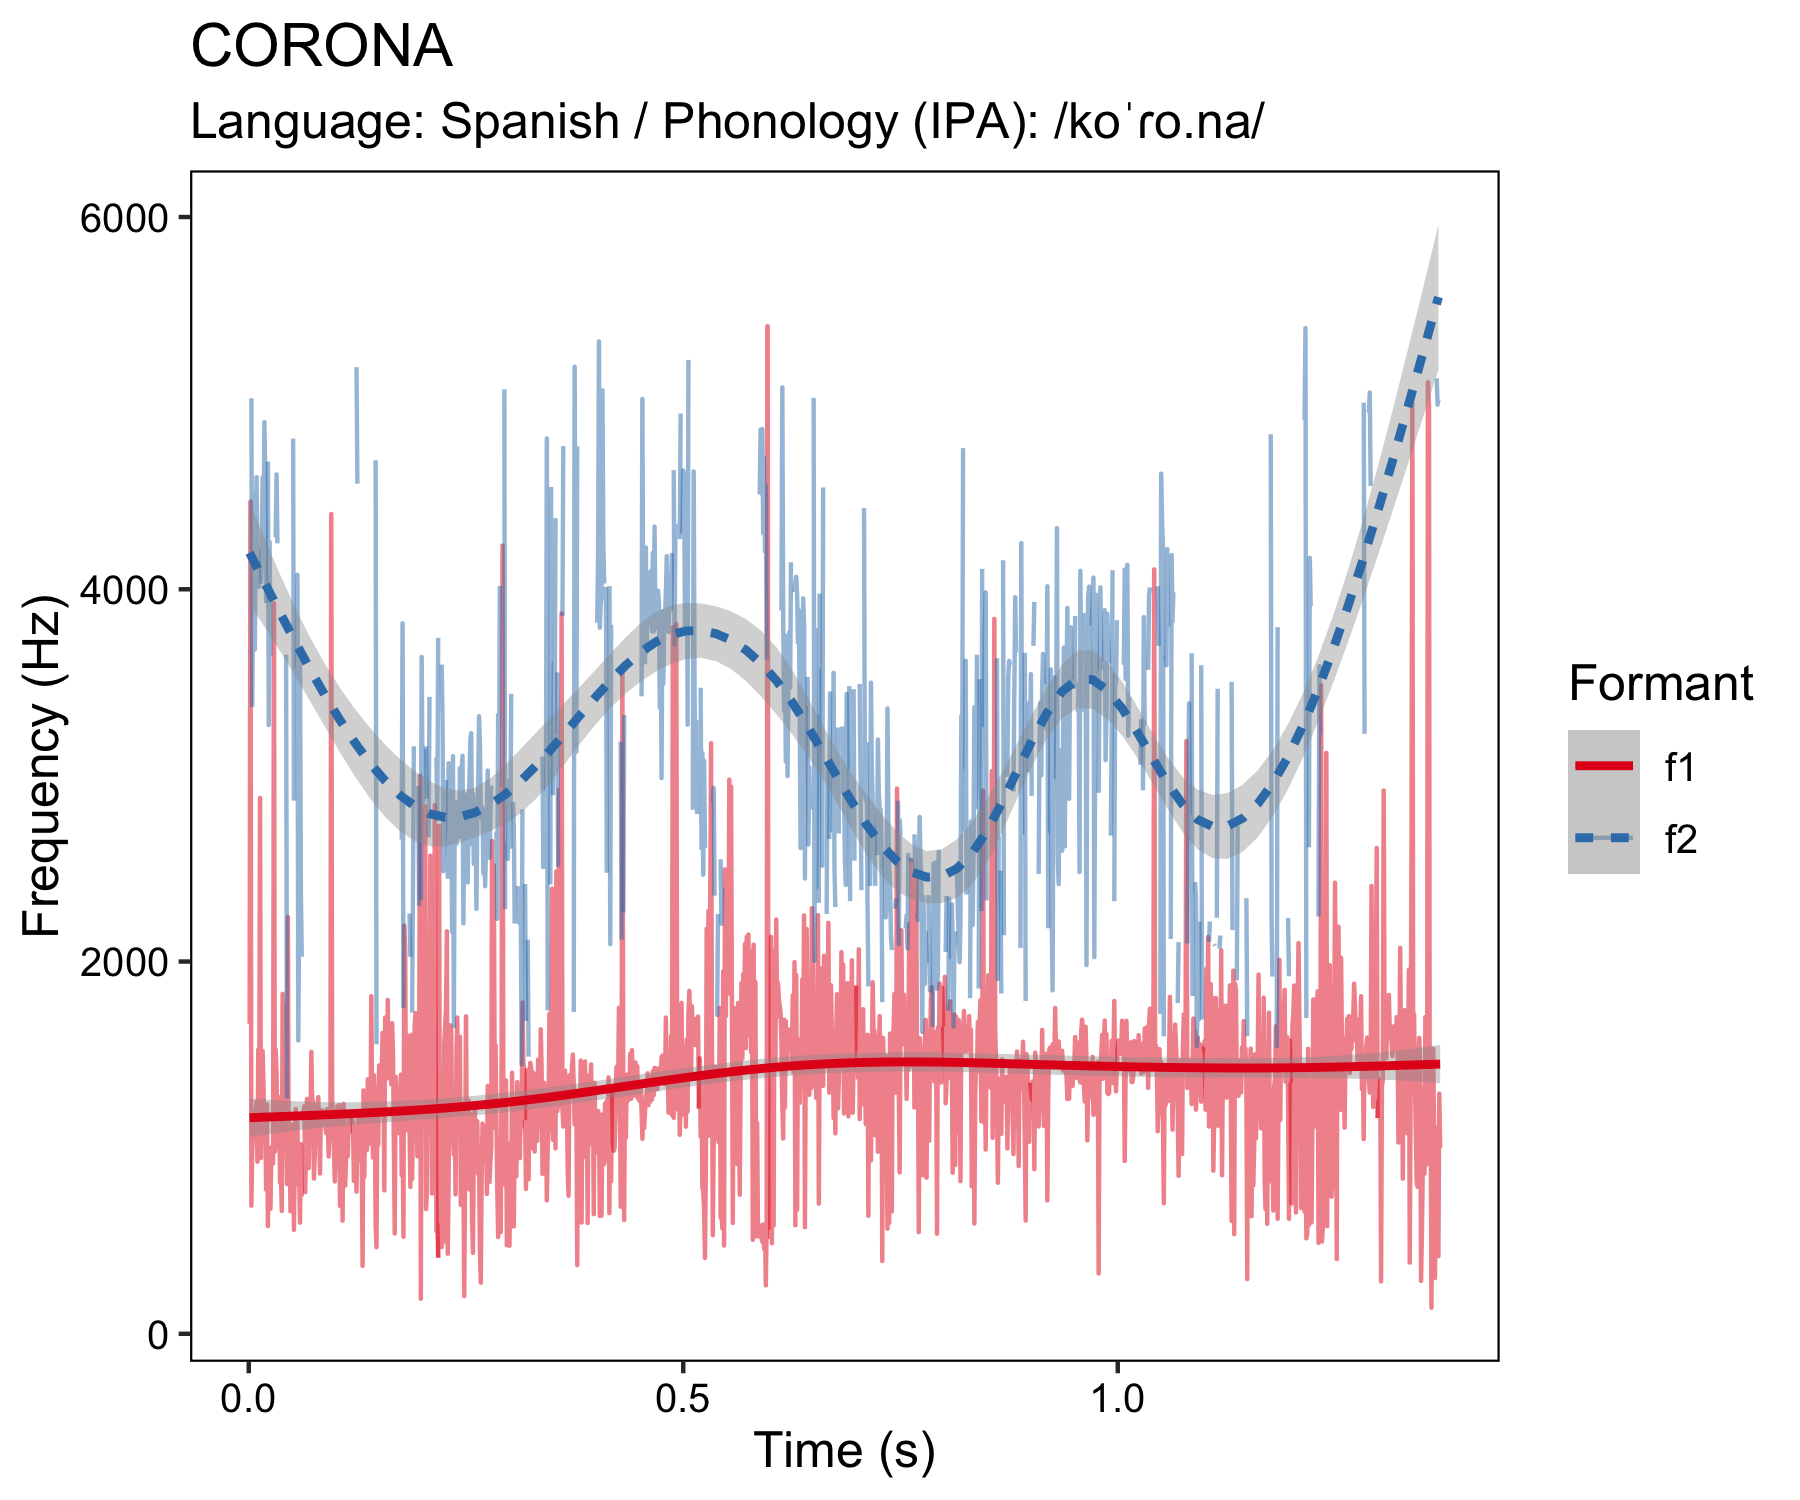 CORONA
Language: Spanish / Phonology (IPA): /koˈɾo.na/
6000
4000
2000
0
Frequency (Hz)
0.0 0.5 1.0
Time (s)
Formant
f1
f2